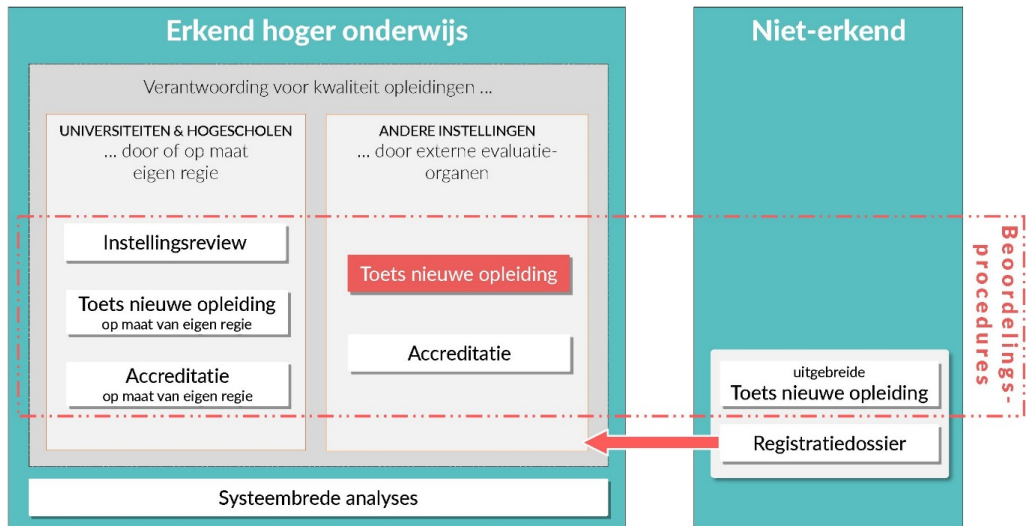 Erkend hoger onderwijs
Verantwoording voor kwaliteit opleidingen ...
UNIVERSITEITEN & HOGESCHOLEN
... door of op maat
eigen regie
Instellingsreview
Toets nieuwe opleiding
op maat van eigen regie
Accreditatie
op maat van eigen regie
ANDERE INSTELLINGEN
... door externe evaluatie-
organen
Toets nieuwe opleiding
Accreditatie
Systeembrede analyses
Niet-erkend
uitgebreide
Toets nieuwe opleiding
Registratiedossier
Beoordelings-
procedures